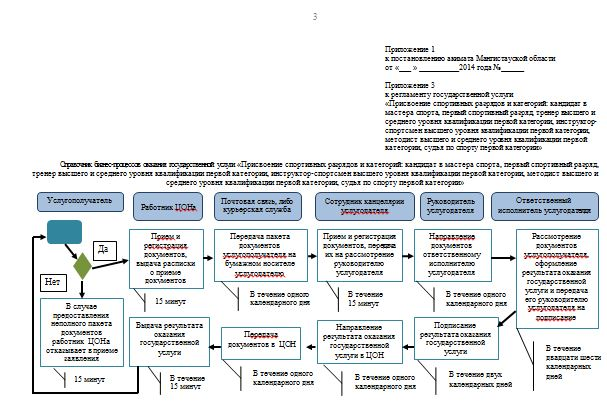 3
Приложение 1
к постановлению акимата Мангистауской области
от «___» ___________2014 года №______
Приложение 3
к регламенту государственной услуги
«Присвоение спортивных разрядов и категорий: кандидат в
мастера спорта, первый спортивный разряд, тренер высшего и
среднего уровня квалификации первой категории, инструктор-
спортсмен высшего уровня квалификации первой категории,
методист высшего и среднего уровня квалификации первой
категории, судья по спорту первой категории»
Справочник бизнес-процессов оказания государственной услуги «Присвоение спортивных разрядов и категорий: кандидат в мастера спорта, первый спортивный разряд,
тренер высшего и среднего уровня квалификации первой категории, инструктор-спортсмен высшего уровня квалификации первой категории, методист высшего и
среднего уровня квалификации первой категории, судья по спорту первой категории»
Услугополучатель
Работник ЦОНа
Почтовая связь, либо
курьерская служба
Сотрудник канцелярии
услугодателя
Руководитель
услугодателя
Ответственный
исполнитель услугодателя
Да
Нет
Прием и
регистрация
документов,
выдача расписки
о приеме
документов
15 минут
Передача пакета
документов
услугополучателя на
бумажном носителе
услугодателю
В течение одного
календарного дня
Прием и регистрация
документов, передача
их на рассмотрение
руководителю
услугодателя
В течение
15 минут
Направление
документов
ответственному
исполнителю
услугодателя
В течение одного
календарного дня
Рассмотрение
документов
услугополучателя,
оформление
результата оказания
государственной
услуги и передача
его руководителю
услугодателя на
подписание
В течение
двадцати шести
календарных
дней
В случае
предоставления
неполного пакета
документов
работник ЦОНа
отказывает в приеме
заявления
15 минут
Выдача результата
оказания
государственной
услуги
В течение
15 минут
Передача
документов в ЦОН
В течение одного
календарного дня
Направление
результата оказания
государственной
услуги в ЦОН
В течение одного
календарного дня
Подписание
результата оказания
государственной
услуги
В течение двух
календарных дней